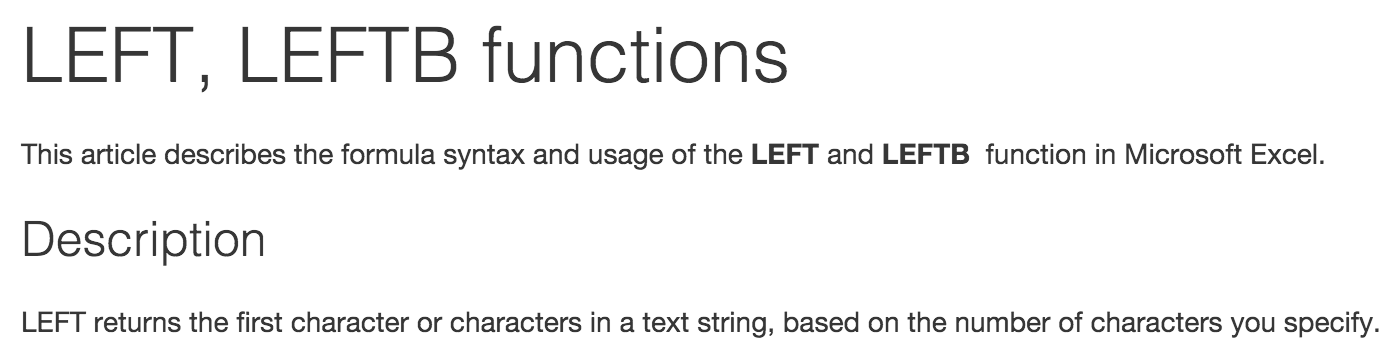 LEFT, LEFTB functions
This article describes the formula syntax and usage of the LEFT and LEFTB function in Microsoft Excel.
Description
LEFT returns the first character or characters in a text string, based on the number of characters you specify.